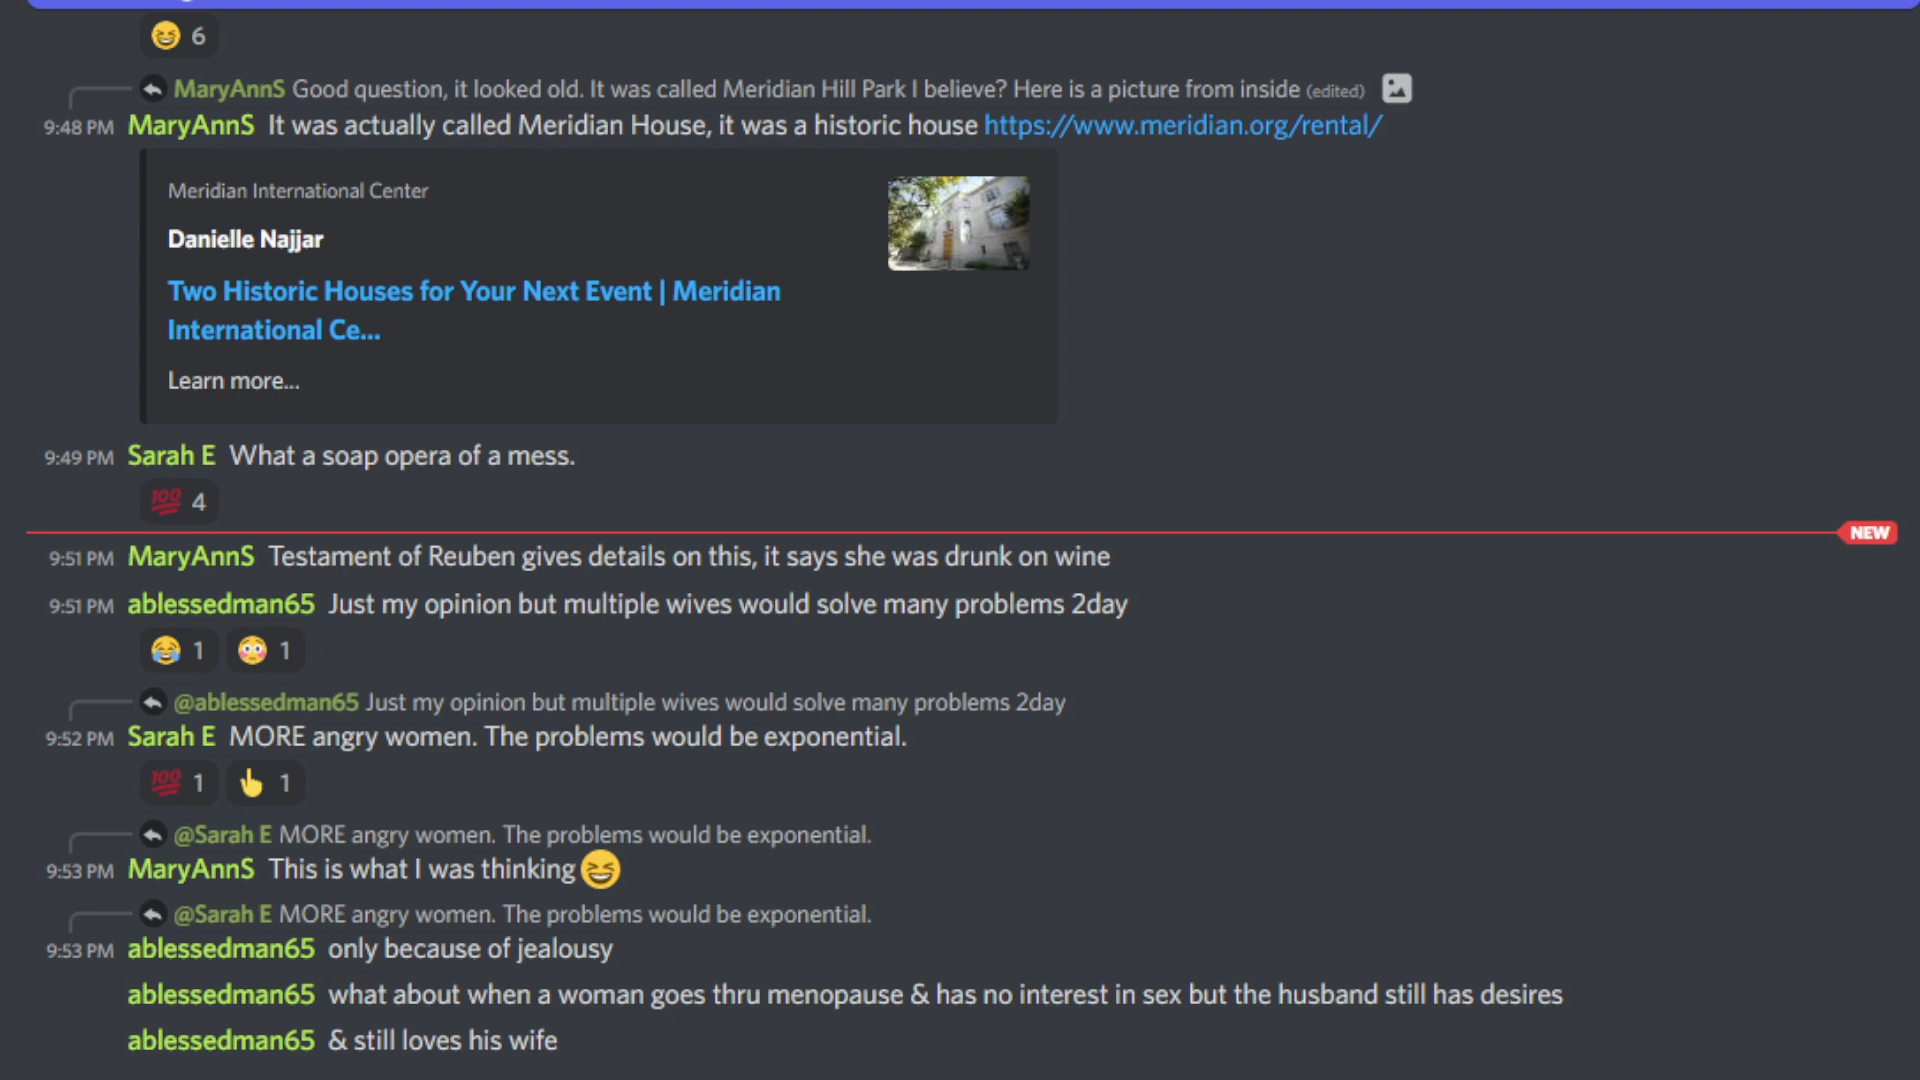 6
MaryAnnS Good question, it looked old. It was called Meridian Hill Park I believe? Here is a picture from inside (edited)
9:48 PM MaryAnnS It was actually called Meridian House, it was a historic house https://www.meridian.org/rental/
Meridian International Center
Danielle Najjar
Two Historic Houses for Your Next Event | Meridian
International Ce...
Learn more...
9:49 PM Sarah E What a soap opera of a mess.
💯 4
NEW
9:51 PM MaryAnnS Testament of Reuben gives details on this, it says she was drunk on wine
9:51 PM ablessedman65 Just my opinion but multiple wives would solve many problems 2day
1 1
@ablessedman65 Just my opinion but multiple wives would solve many problems 2day
9:52 PM Sarah E MORE angry women. The problems would be exponential.
💯 1 1
@Sarah E MORE angry women. The problems would be exponential.
9:53 PM MaryAnnS This is what I was thinking
@Sarah E MORE angry women. The problems would be exponential.
9:53 PM ablessedman65 only because of jealousy
ablessedman65 what about when a woman goes thru menopause & has no interest in sex but the husband still has desires
ablessedman65 & still loves his wife